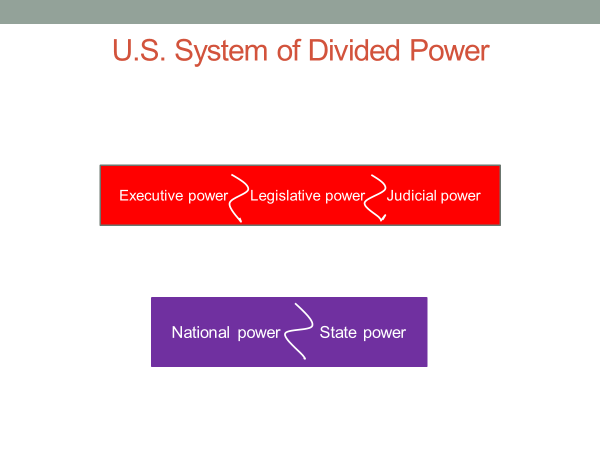 U.S. System of Divided Power
Executive power Legislative power Judicial power
National power State power